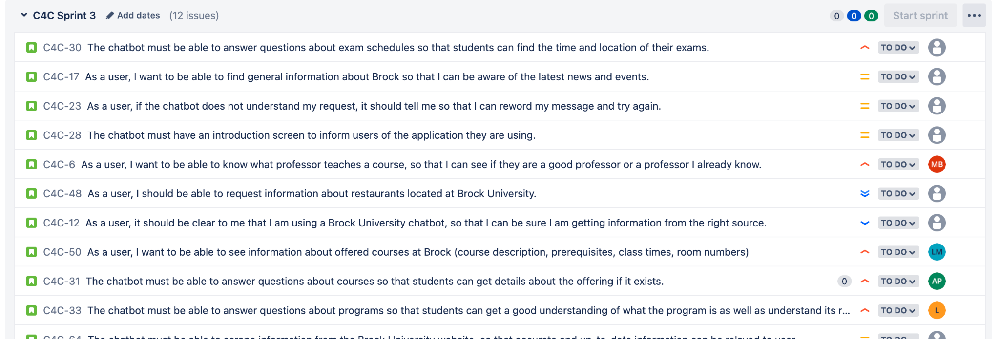 C4C Sprint 3 Add dates (12 issues) 0 0 0 Start sprint
C4C-30 The chatbot must be able to answer questions about exam schedules so that students can find the time and location of their exams. TO DO
C4C-17 As a user, I want to be able to find general information about Brock so that I can be aware of the latest news and events. TO DO
C4C-23 As a user, if the chatbot does not understand my request, it should tell me so that I can reword my message and try again. TO DO
C4C-28 The chatbot must have an introduction screen to inform users of the application they are using. TO DO
C4C-6 As a user, I want to be able to know what professor teaches a course, so that I can see if they are a good professor or a professor I already know. TO DO MB
C4C-48 As a user, I should be able to request information about restaurants located at Brock University. TO DO
C4C-12 As a user, it should be clear to me that I am using a Brock University chatbot, so that I can be sure I am getting information from the right source. TO DO
C4C-50 As a user, I want to be able to see information about offered courses at Brock (course description, prerequisites, class times, room numbers) TO DO LM
C4C-31 The chatbot must be able to answer questions about courses so that students can get details about the offering if it exists. 0 TO DO AP
C4C-33 The chatbot must be able to answer questions about programs so that students can get a good understanding of what the program is as well as understand its r... TO DO L
C4C-64 The chatbot must be able to scrape information from the Brock University website, so that accurate and up-to-date information can be relayed to user TO DO